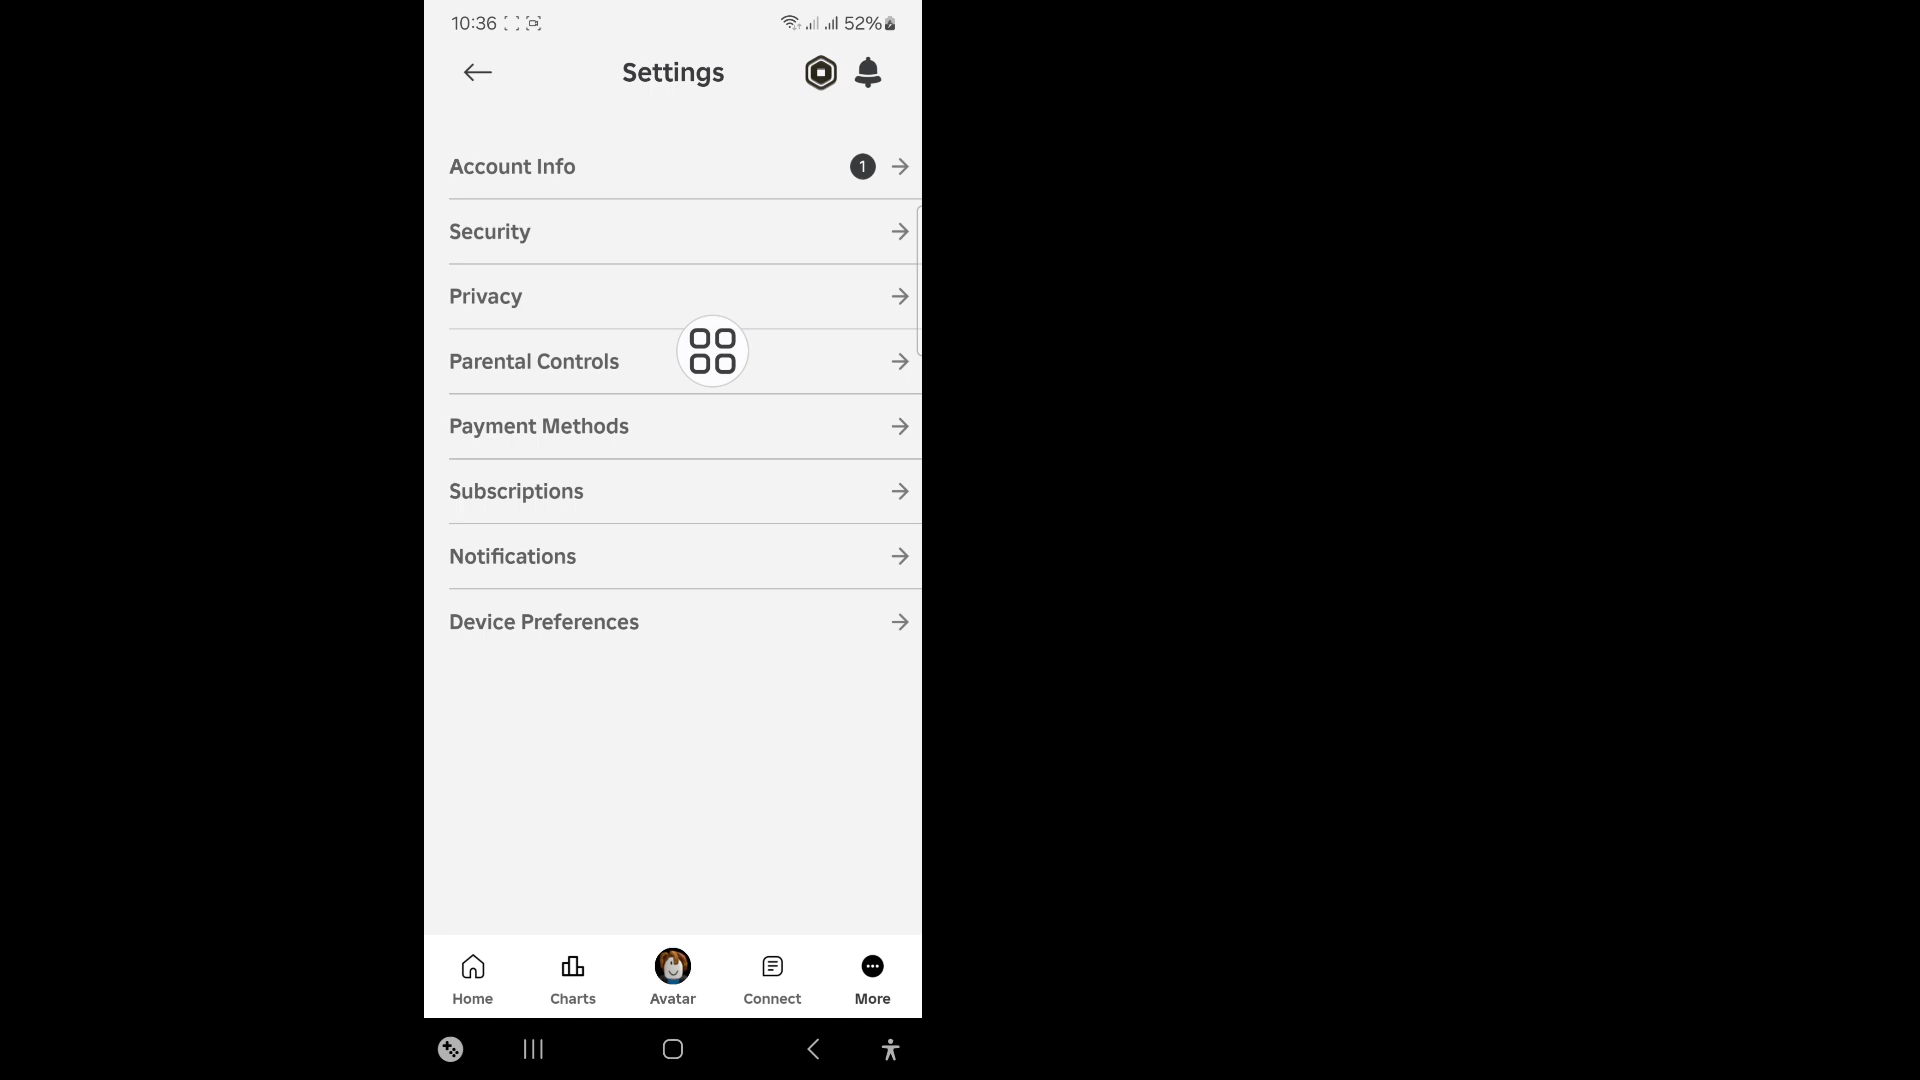 10:36
52%
Settings
Account Info
1
Security
Privacy
Parental Controls
Payment Methods
Subscriptions
Notifications
Device Preferences
Home
Charts
Avatar
Connect
More